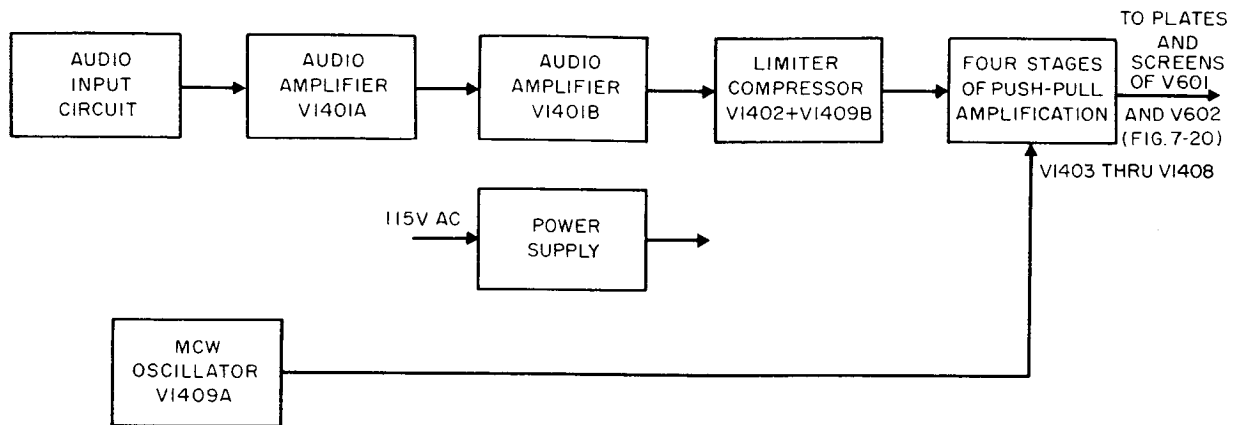 AUDIO
INPUT
CIRCUIT
AUDIO
AMPLIFIER
V1401A
AUDIO
AMPLIFIER
V1401B
LIMITER
COMPRESSOR
V1402+V1409B
FOUR STAGES
OF PUSH-PULL
AMPLIFICATION
TO PLATES
AND
SCREENS
OF V601
AND V602
(FIG. 7-20)
V1403 THRU V1408
115V AC
POWER
SUPPLY
MCW
OSCILLATOR
V1409A